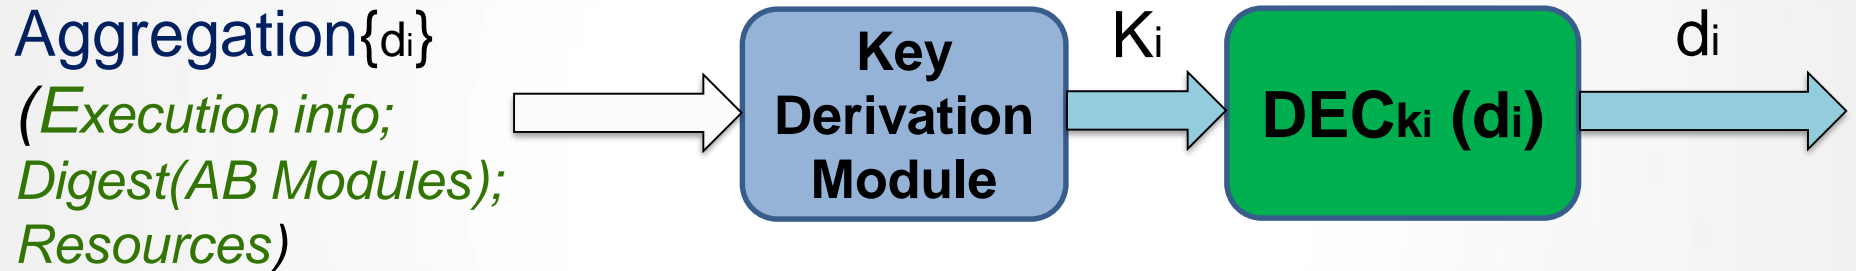 Aggregation{di}
(Execution info;
Digest(AB Modules);
Resources)
Key
Derivation
Module
Ki
DECki (di)
di